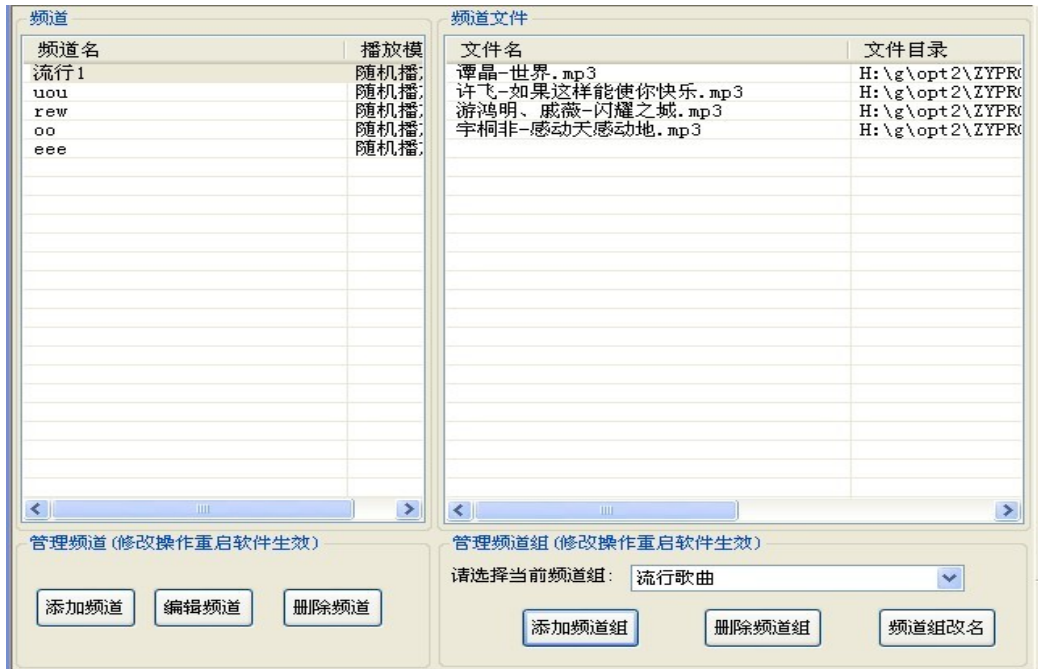 频道
频道名 播放模
流行1 随机播
uou 随机播
rew 随机播
oo 随机播
eee 随机播
频道文件
文件名 文件目录
谭晶-世界.mp3 H:\g\opt2\ZYPR
许飞-如果这样能使你快乐.mp3 H:\g\opt2\ZYPR
游鸿明、戚薇-闪耀之城.mp3 H:\g\opt2\ZYPR
宇桐非-感动天感动地.mp3 H:\g\opt2\ZYPR
管理频道(修改操作重启软件生效)
添加频道 编辑频道 删除频道
管理频道组(修改操作重启软件生效)
请选择当前频道组: 流行歌曲
添加频道组 删除频道组 频道组改名